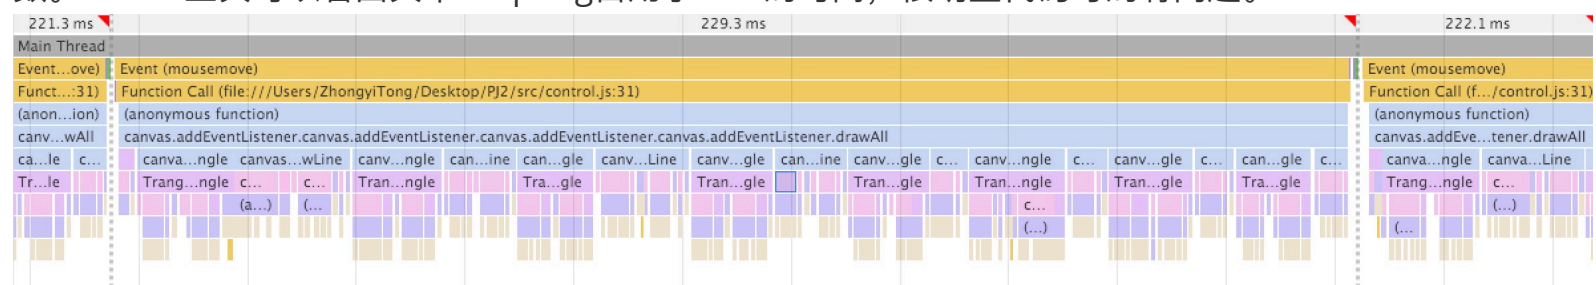 221.3 ms 229.3 ms 222.1 ms
Main Thread
Event...ove) Event (mousemove) Event (mousemove)
Funct...:31) Function Call (file:///Users/ZhongyiTong/Desktop/PJ2/src/control.js:31) Function Call (f.../control.js:31)
(anon...ion) (anonymous function) (anonymous function)
canv...wAll canvas.addEventListener.canvas.addEventListener.canvas.addEventListener.canvas.addEventListener.drawAll canvas.addEve...tener.drawAll
ca...le c... canva...ngle canvas...wLine canv...ngle can...ine can...gle canv...Line canv...gle can...ine canv...gle c... canv...ngle c... canv...gle c... can...gle c... canva...ngle canva...Line
Tr...le Trang...ngle c... c... Tran...ngle Tra...gle Tran...gle Tran...gle Tran...ngle Tran...gle Tra...gle Trang...ngle c...
(a...) (... c... (...)
(...) (...